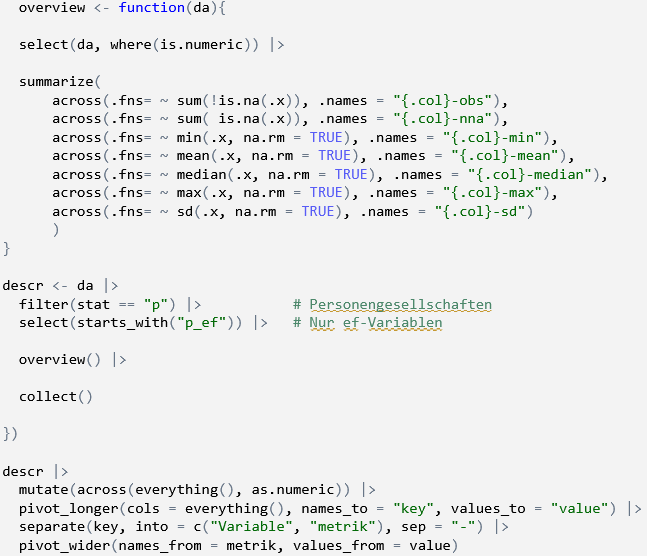 overview <- function(da){
select(da, where(is.numeric)) |>
summarize(
across(.fns= ~ sum(!is.na(.x)), .names = "{.col}-obs"),
across(.fns= ~ sum( is.na(.x)), .names = "{.col}-nna"),
across(.fns= ~ min(.x, na.rm = TRUE), .names = "{.col}-min"),
across(.fns= ~ mean(.x, na.rm = TRUE), .names = "{.col}-mean"),
across(.fns= ~ median(.x, na.rm = TRUE), .names = "{.col}-median"),
across(.fns= ~ max(.x, na.rm = TRUE), .names = "{.col}-max"),
across(.fns= ~ sd(.x, na.rm = TRUE), .names = "{.col}-sd")
)
}
descr <- da |>
filter(stat == "p") |> # Personengesellschaften
select(starts_with("p_ef")) |> # Nur ef-Variablen
overview() |>
collect()
})
descr |>
mutate(across(everything(), as.numeric)) |>
pivot_longer(cols = everything(), names_to = "key", values_to = "value") |>
separate(key, into = c("Variable", "metrik"), sep = "-") |>
pivot_wider(names_from = metrik, values_from = value)